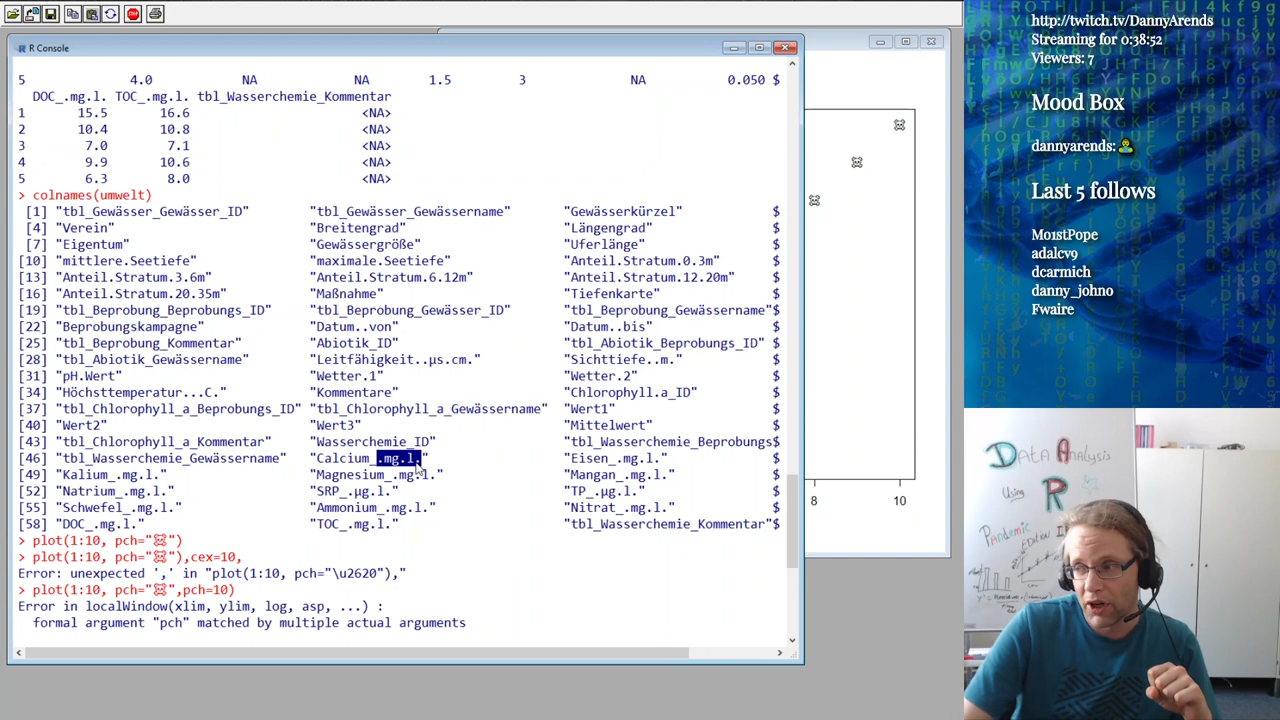 R Console
5 4.0 NA NA 1.5 3 NA 0.050 $
DOC_.mg.l. TOC_.mg.l. tbl_Wasserchemie_Kommentar
1 15.5 16.6 <NA>
2 10.4 10.8 <NA>
3 7.0 7.1 <NA>
4 9.9 10.6 <NA>
5 6.3 8.0 <NA>
> colnames(umwelt)
[1] "tbl_Gewässer_Gewässer_ID" "tbl_Gewässer_Gewässername" "Gewässerkürzel" $
[4] "Verein" "Breitengrad" "Längengrad" $
[7] "Eigentum" "Gewässergröße" "Uferlänge" $
[10] "mittlere.Seetiefe" "maximale.Seetiefe" "Anteil.Stratum.0.3m" $
[13] "Anteil.Stratum.3.6m" "Anteil.Stratum.6.12m" "Anteil.Stratum.12.20m" $
[16] "Anteil.Stratum.20.35m" "Maßnahme" "Tiefenkarte" $
[19] "tbl_Beprobung_Beprobungs_ID" "tbl_Beprobung_Gewässer_ID" "tbl_Beprobung_Gewässername" $
[22] "Beprobungskampagne" "Datum..von" "Datum..bis" $
[25] "tbl_Beprobung_Kommentar" "Abiotik_ID" "tbl_Abiotik_Beprobungs_ID" $
[28] "tbl_Abiotik_Gewässername" "Leitfähigkeit..µs.cm." "Sichttiefe..m." $
[31] "pH.Wert" "Wetter.1" "Wetter.2" $
[34] "Höchsttemperatur...C." "Kommentare" "Chlorophyll.a_ID" $
[37] "tbl_Chlorophyll_a_Beprobungs_ID" "tbl_Chlorophyll_a_Gewässername" "Wert1" $
[40] "Wert2" "Wert3" "Mittelwert" $
[43] "tbl_Chlorophyll_a_Kommentar" "Wasserchemie_ID" "tbl_Wasserchemie_Beprobungs$
[46] "tbl_Wasserchemie_Gewässername" "Calcium_.mg.l." "Eisen_.mg.l." $
[49] "Kalium_.mg.l." "Magnesium_.mg.l." "Mangan_.mg.l." $
[52] "Natrium_.mg.l." "SRP_.µg.l." "TP_.µg.l." $
[55] "Schwefel_.mg.l." "Ammonium_.mg.l." "Nitrat_.mg.l." $
[58] "DOC_.mg.l." "TOC_.mg.l." "tbl_Wasserchemie_Kommentar"$
> plot(1:10, pch="☠")
> plot(1:10, pch="☠"),cex=10,
Error: unexpected ',' in "plot(1:10, pch="\u2620"),"
> plot(1:10, pch="☠",pch=10)
Error in localWindow(xlim, ylim, log, asp, ...) :
formal argument "pch" matched by multiple actual arguments
8 10
http://twitch.tv/DannyArends
Streaming for 0:38:52
Viewers: 7
Mood Box
dannyarends:
Last 5 follows
Mo1stPope
adalcv9
dcarmich
danny_johno
Fwaire
Data Analysis
Using R
Pandemic